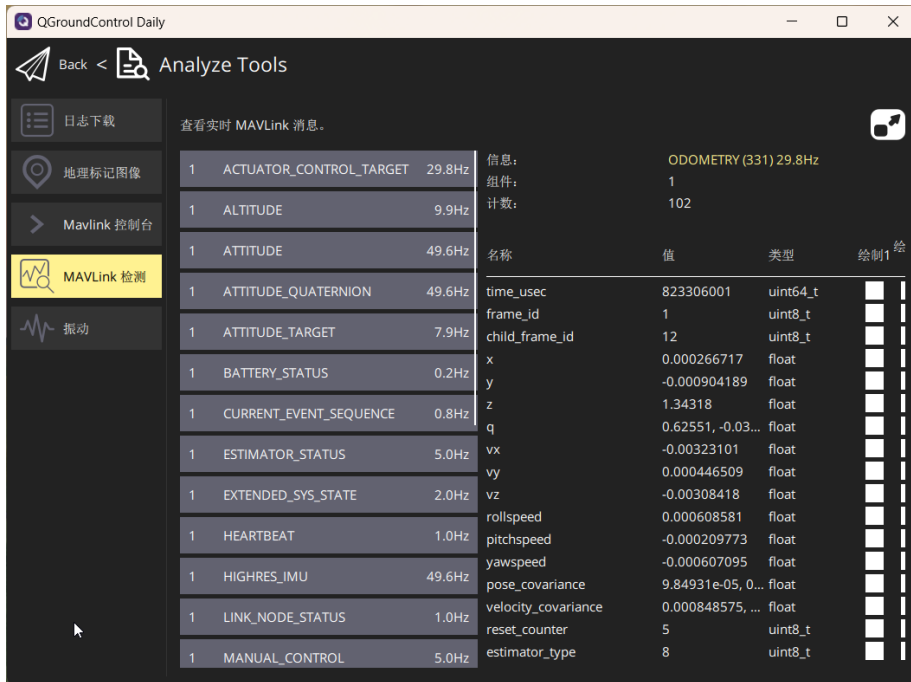 QGroundControl Daily
Back < Analyze Tools
日志下载
地理标记图像
Mavlink 控制台
MAVLink 检测
振动
查看实时 MAVLink 消息。
1 ACTUATOR_CONTROL_TARGET 29.8Hz
1 ALTITUDE 9.9Hz
1 ATTITUDE 49.6Hz
1 ATTITUDE_QUATERNION 49.6Hz
1 ATTITUDE_TARGET 7.9Hz
1 BATTERY_STATUS 0.2Hz
1 CURRENT_EVENT_SEQUENCE 0.8Hz
1 ESTIMATOR_STATUS 5.0Hz
1 EXTENDED_SYS_STATE 2.0Hz
1 HEARTBEAT 1.0Hz
1 HIGHRES_IMU 49.6Hz
1 LINK_NODE_STATUS 1.0Hz
1 MANUAL_CONTROL 5.0Hz
信息： ODOMETRY (331) 29.8Hz
组件： 1
计数： 102
名称 值 类型 绘制1 绘
time_usec 823306001 uint64_t
frame_id 1 uint8_t
child_frame_id 12 uint8_t
x 0.000266717 float
y -0.000904189 float
z 1.34318 float
q 0.62551, -0.03... float
vx -0.00323101 float
vy 0.000446509 float
vz -0.00308418 float
rollspeed 0.000608581 float
pitchspeed -0.000209773 float
yawspeed -0.000607095 float
pose_covariance 9.84931e-05, 0... float
velocity_covariance 0.000848575, ... float
reset_counter 5 uint8_t
estimator_type 8 uint8_t